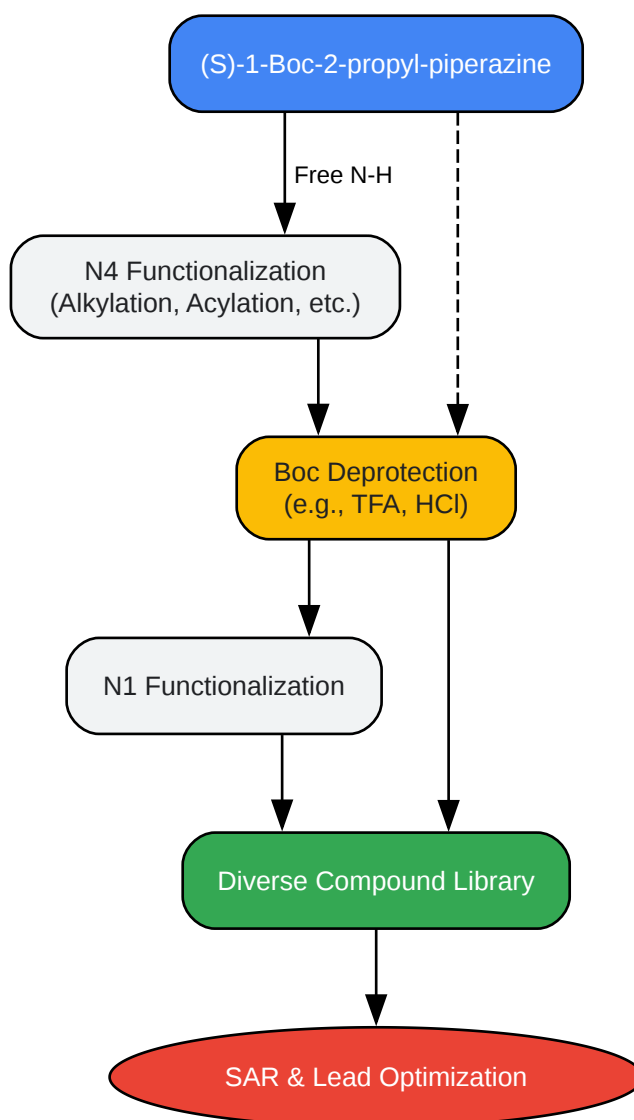 (S)-1-Boc-2-propyl-piperazine
Free N-H
N4 Functionalization
(Alkylation, Acylation, etc.)
Boc Deprotection
(e.g., TFA, HCl)
N1 Functionalization
Diverse Compound Library
SAR & Lead Optimization